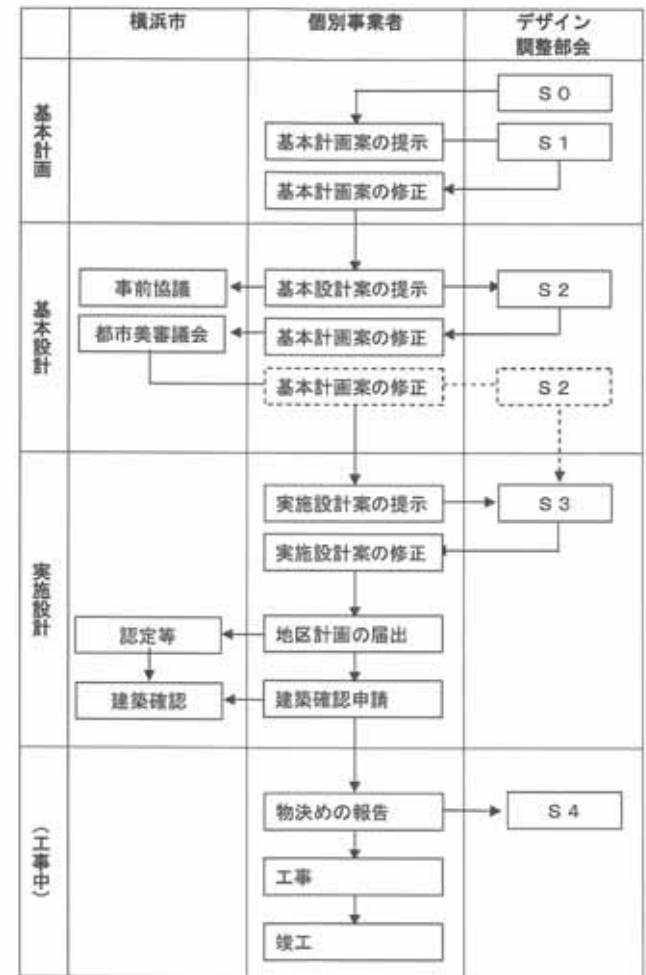 横浜市
個別事業者
デザイン
調整部会
基本計画
S0
基本計画案の提示
S1
基本計画案の修正
基本設計
事前協議
基本設計案の提示
S2
都市美審議会
基本計画案の修正
基本計画案の修正
S2
実施設計
実施設計案の提示
S3
実施設計案の修正
認定等
地区計画の届出
建築確認
建築確認申請
(工事中)
物決めの報告
S4
工事
竣工